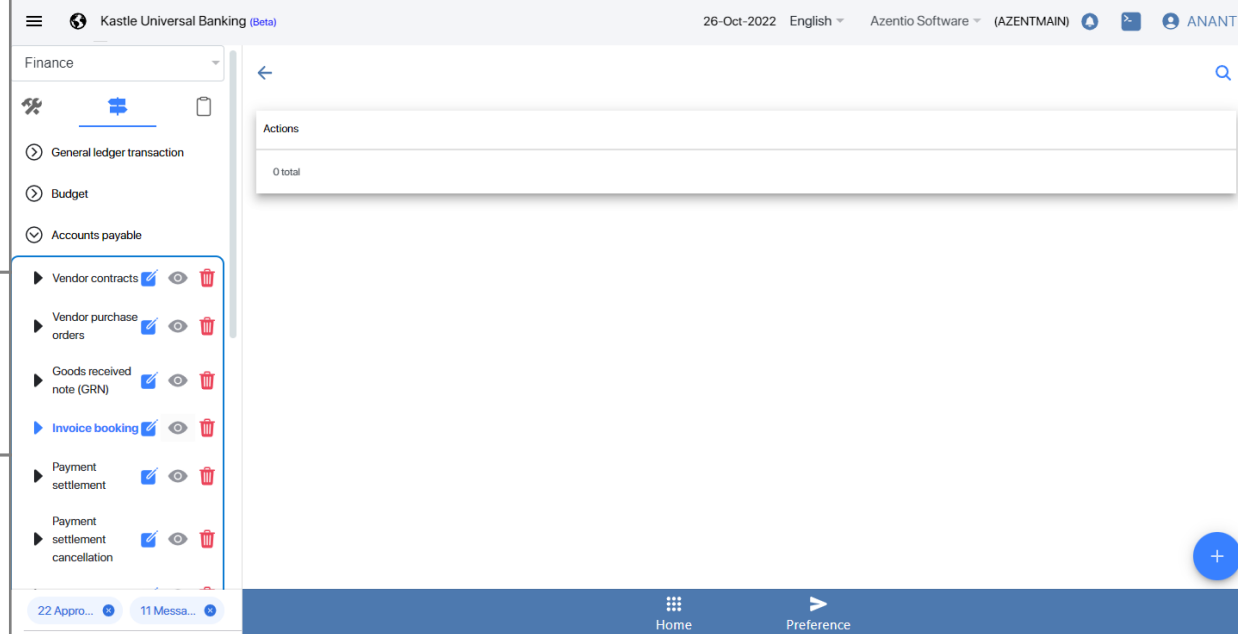 Kastle Universal Banking (Beta)
26-Oct-2022 English Azentio Software (AZENTMAIN) ANANT
Finance
General ledger transaction
Budget
Accounts payable
Vendor contracts
Vendor purchase
orders
Goods received
note (GRN)
Invoice booking
Payment
settlement
Payment
settlement
cancellation
22 Appro...
11 Messa...
Actions
0 total
Home
Preference